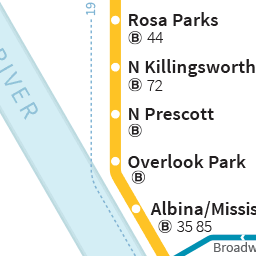 19
RIVER
Rosa Parks
B 44
N Killingsworth
B 72
N Prescott
B
Overlook Park
B
Albina/Missis
B 35 85
Broadw